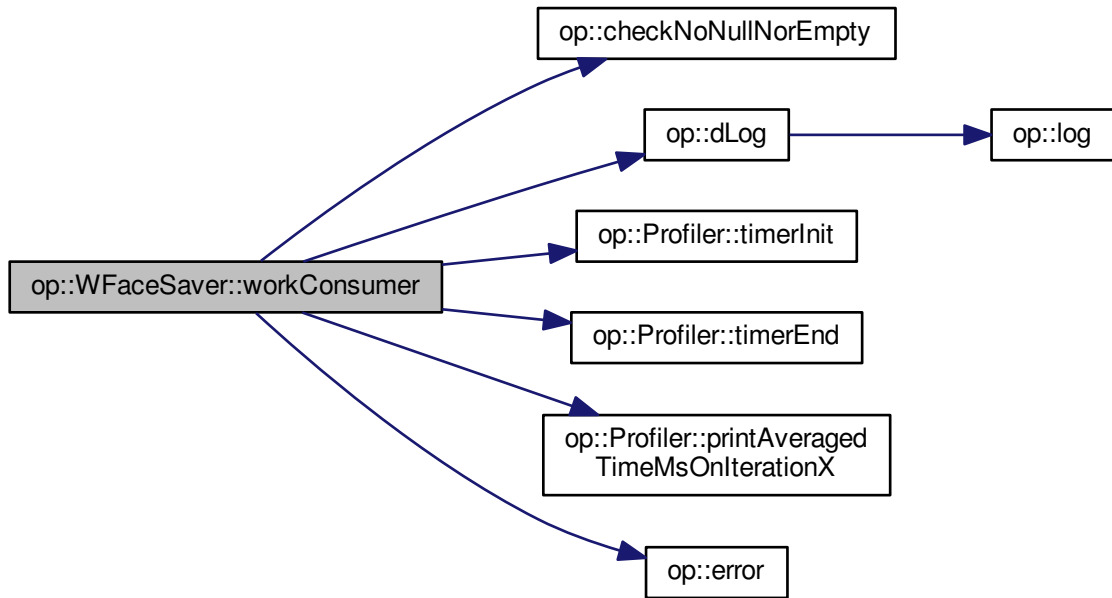 op::checkNoNullNorEmpty
op::dLog
op::log
op::Profiler::timerInit
op::WFaceSaver::workConsumer
op::Profiler::timerEnd
op::Profiler::printAveraged
TimeMsOnIterationX
op::error